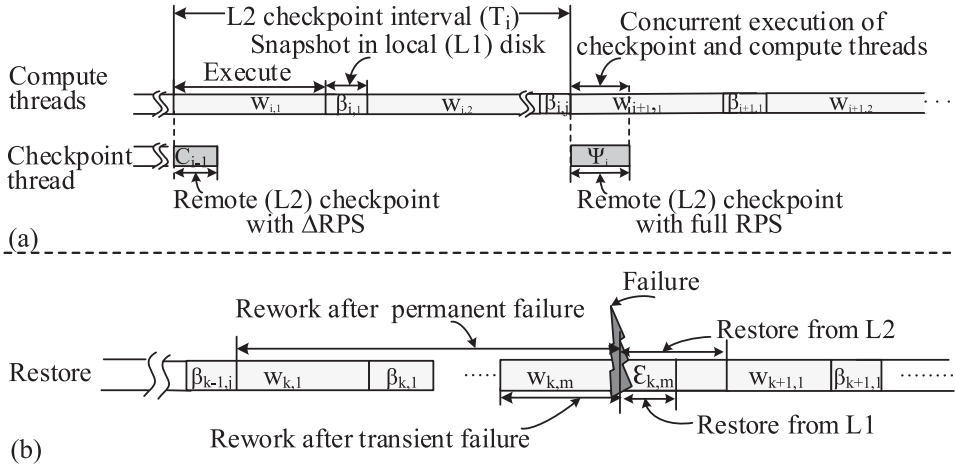 L2 checkpoint interval (Ti)
Snapshot in local (L1) disk
Concurrent execution of
checkpoint and compute threads
Execute
Compute
threads
wi,1 βi,1 wi,2 βi,j wi+1,1 βi+1,1 wi+1,2 ·····
Checkpoint
thread
Ci-1 Ψi
Remote (L2) checkpoint
with ΔRPS
Remote (L2) checkpoint
with full RPS
(a)
Failure
Rework after permanent failure
Restore from L2
Restore
βk-1,j wk,1 βk,1 ····· wk,m Ɛk,m wk+1,1 βk+1,1 ·····
Rework after transient failure
Restore from L1
(b)